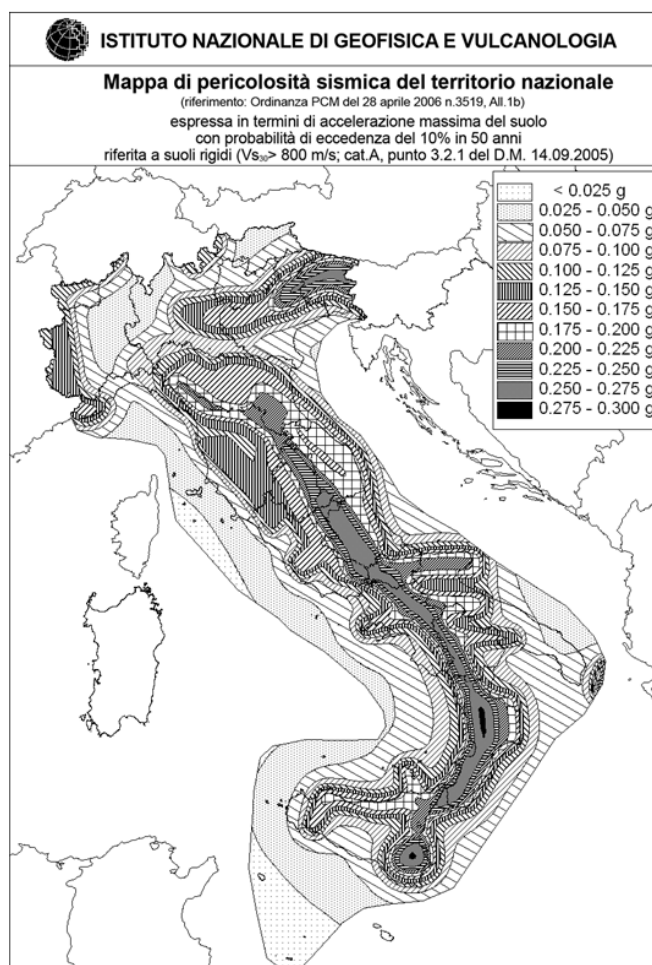 ISTITUTO NAZIONALE DI GEOFISICA E VULCANOLOGIA
Mappa di pericolosità sismica del territorio nazionale
(riferimento: Ordinanza PCM del 28 aprile 2006 n.3519, All.1b)
espressa in termini di accelerazione massima del suolo
con probabilità di eccedenza del 10% in 50 anni
riferita a suoli rigidi (Vs30> 800 m/s; cat.A, punto 3.2.1 del D.M. 14.09.2005)
< 0.025 g
0.025 - 0.050 g
0.050 - 0.075 g
0.075 - 0.100 g
0.100 - 0.125 g
0.125 - 0.150 g
0.150 - 0.175 g
0.175 - 0.200 g
0.200 - 0.225 g
0.225 - 0.250 g
0.250 - 0.275 g
0.275 - 0.300 g